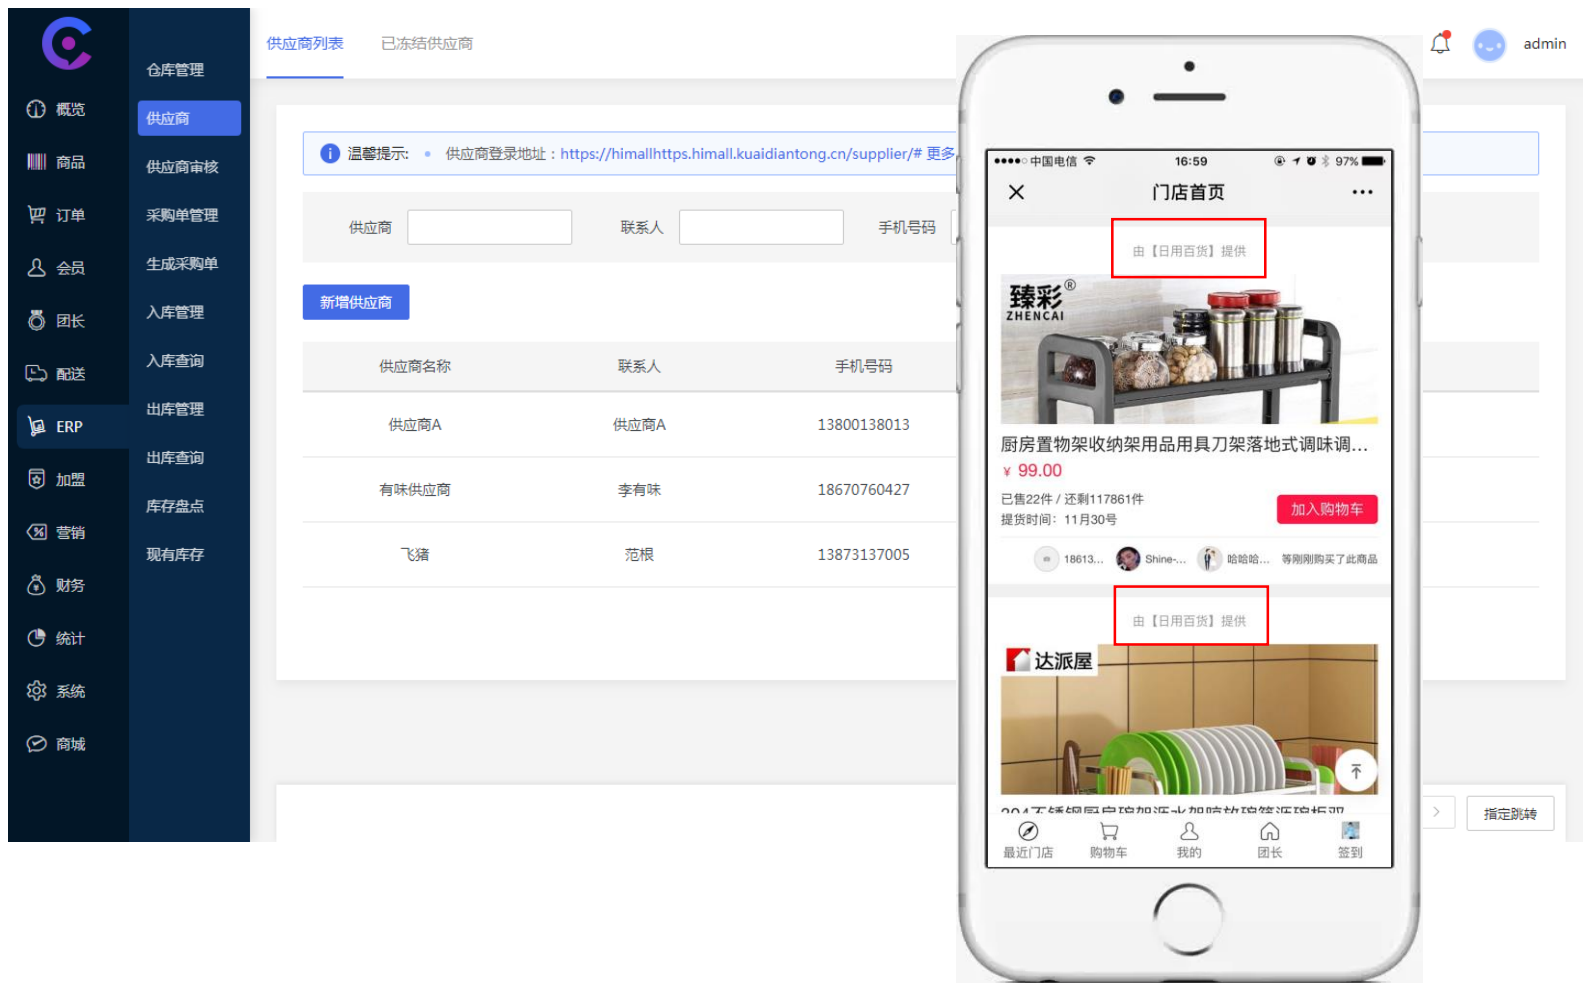 供应商列表 已冻结供应商
admin
概览
商品
订单
会员
团长
配送
ERP
加盟
营销
财务
统计
系统
商城
仓库管理
供应商
供应商审核
采购单管理
生成采购单
入库管理
入库查询
出库管理
出库查询
库存盘点
现有库存
温馨提示: • 供应商登录地址：https://himallhttps.himall.kuaidiantong.cn/supplier/# 更多
供应商 联系人 手机号码
新增供应商
供应商名称 联系人 手机号码
供应商A 供应商A 13800138013
有味供应商 李有味 18670760427
飞猪 范根 13873137005
指定跳转
中国电信 16:59 97%
门店首页
由【日用百货】提供
臻彩®
ZHENCAI
厨房置物架收纳架用品用具刀架落地式调味调...
¥ 99.00
已售22件 / 还剩117861件
提货时间：11月30号
加入购物车
18613... Shine-... 哈哈哈... 等刚刚购买了此商品
由【日用百货】提供
达派屋
最近门店 购物车 我的 团长 签到